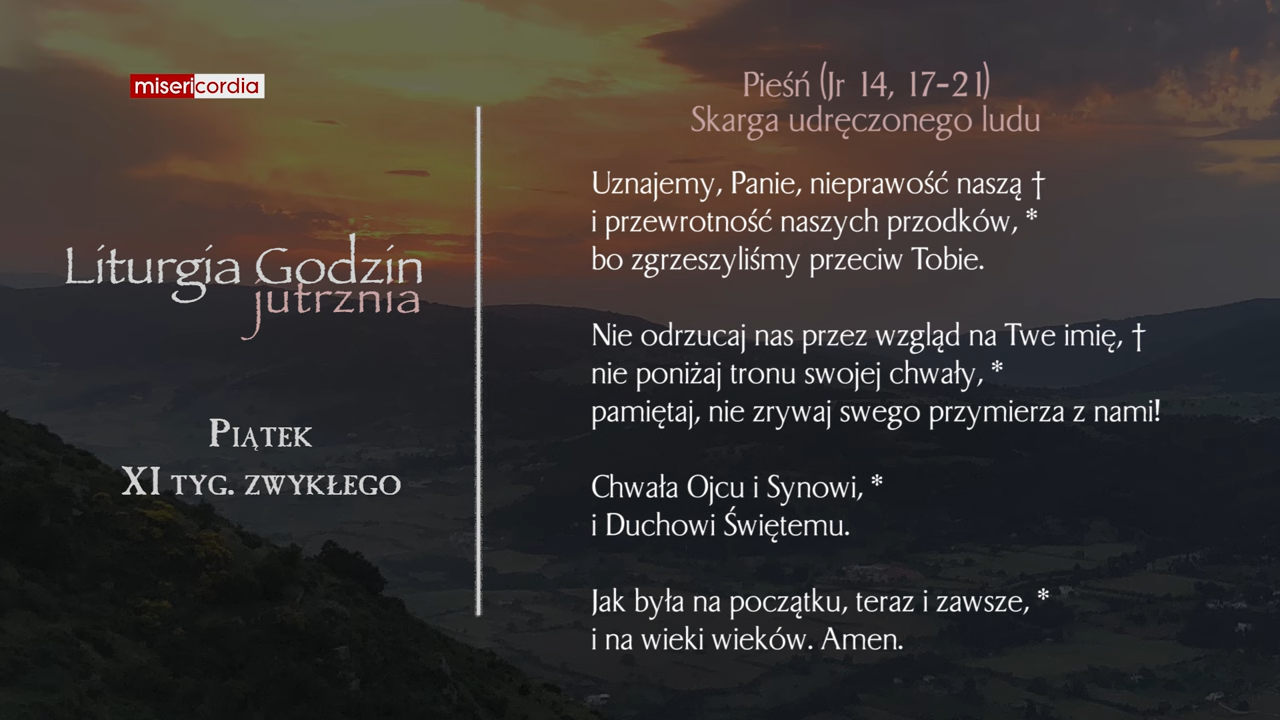 misericordia
Liturgia Godzin
jutrznia
Piątek
XI tyg. zwykłego
Pieśń (Jr 14, 17-21)
Skarga udręczonego ludu
Uznajemy, Panie, nieprawość naszą †
i przewrotność naszych przodków, *
bo zgrzeszyliśmy przeciw Tobie.
Nie odrzucaj nas przez wzgląd na Twe imię, †
nie poniżaj tronu swojej chwały, *
pamiętaj, nie zrywaj swego przymierza z nami!
Chwała Ojcu i Synowi, *
i Duchowi Świętemu.
Jak była na początku, teraz i zawsze, *
i na wieki wieków. Amen.